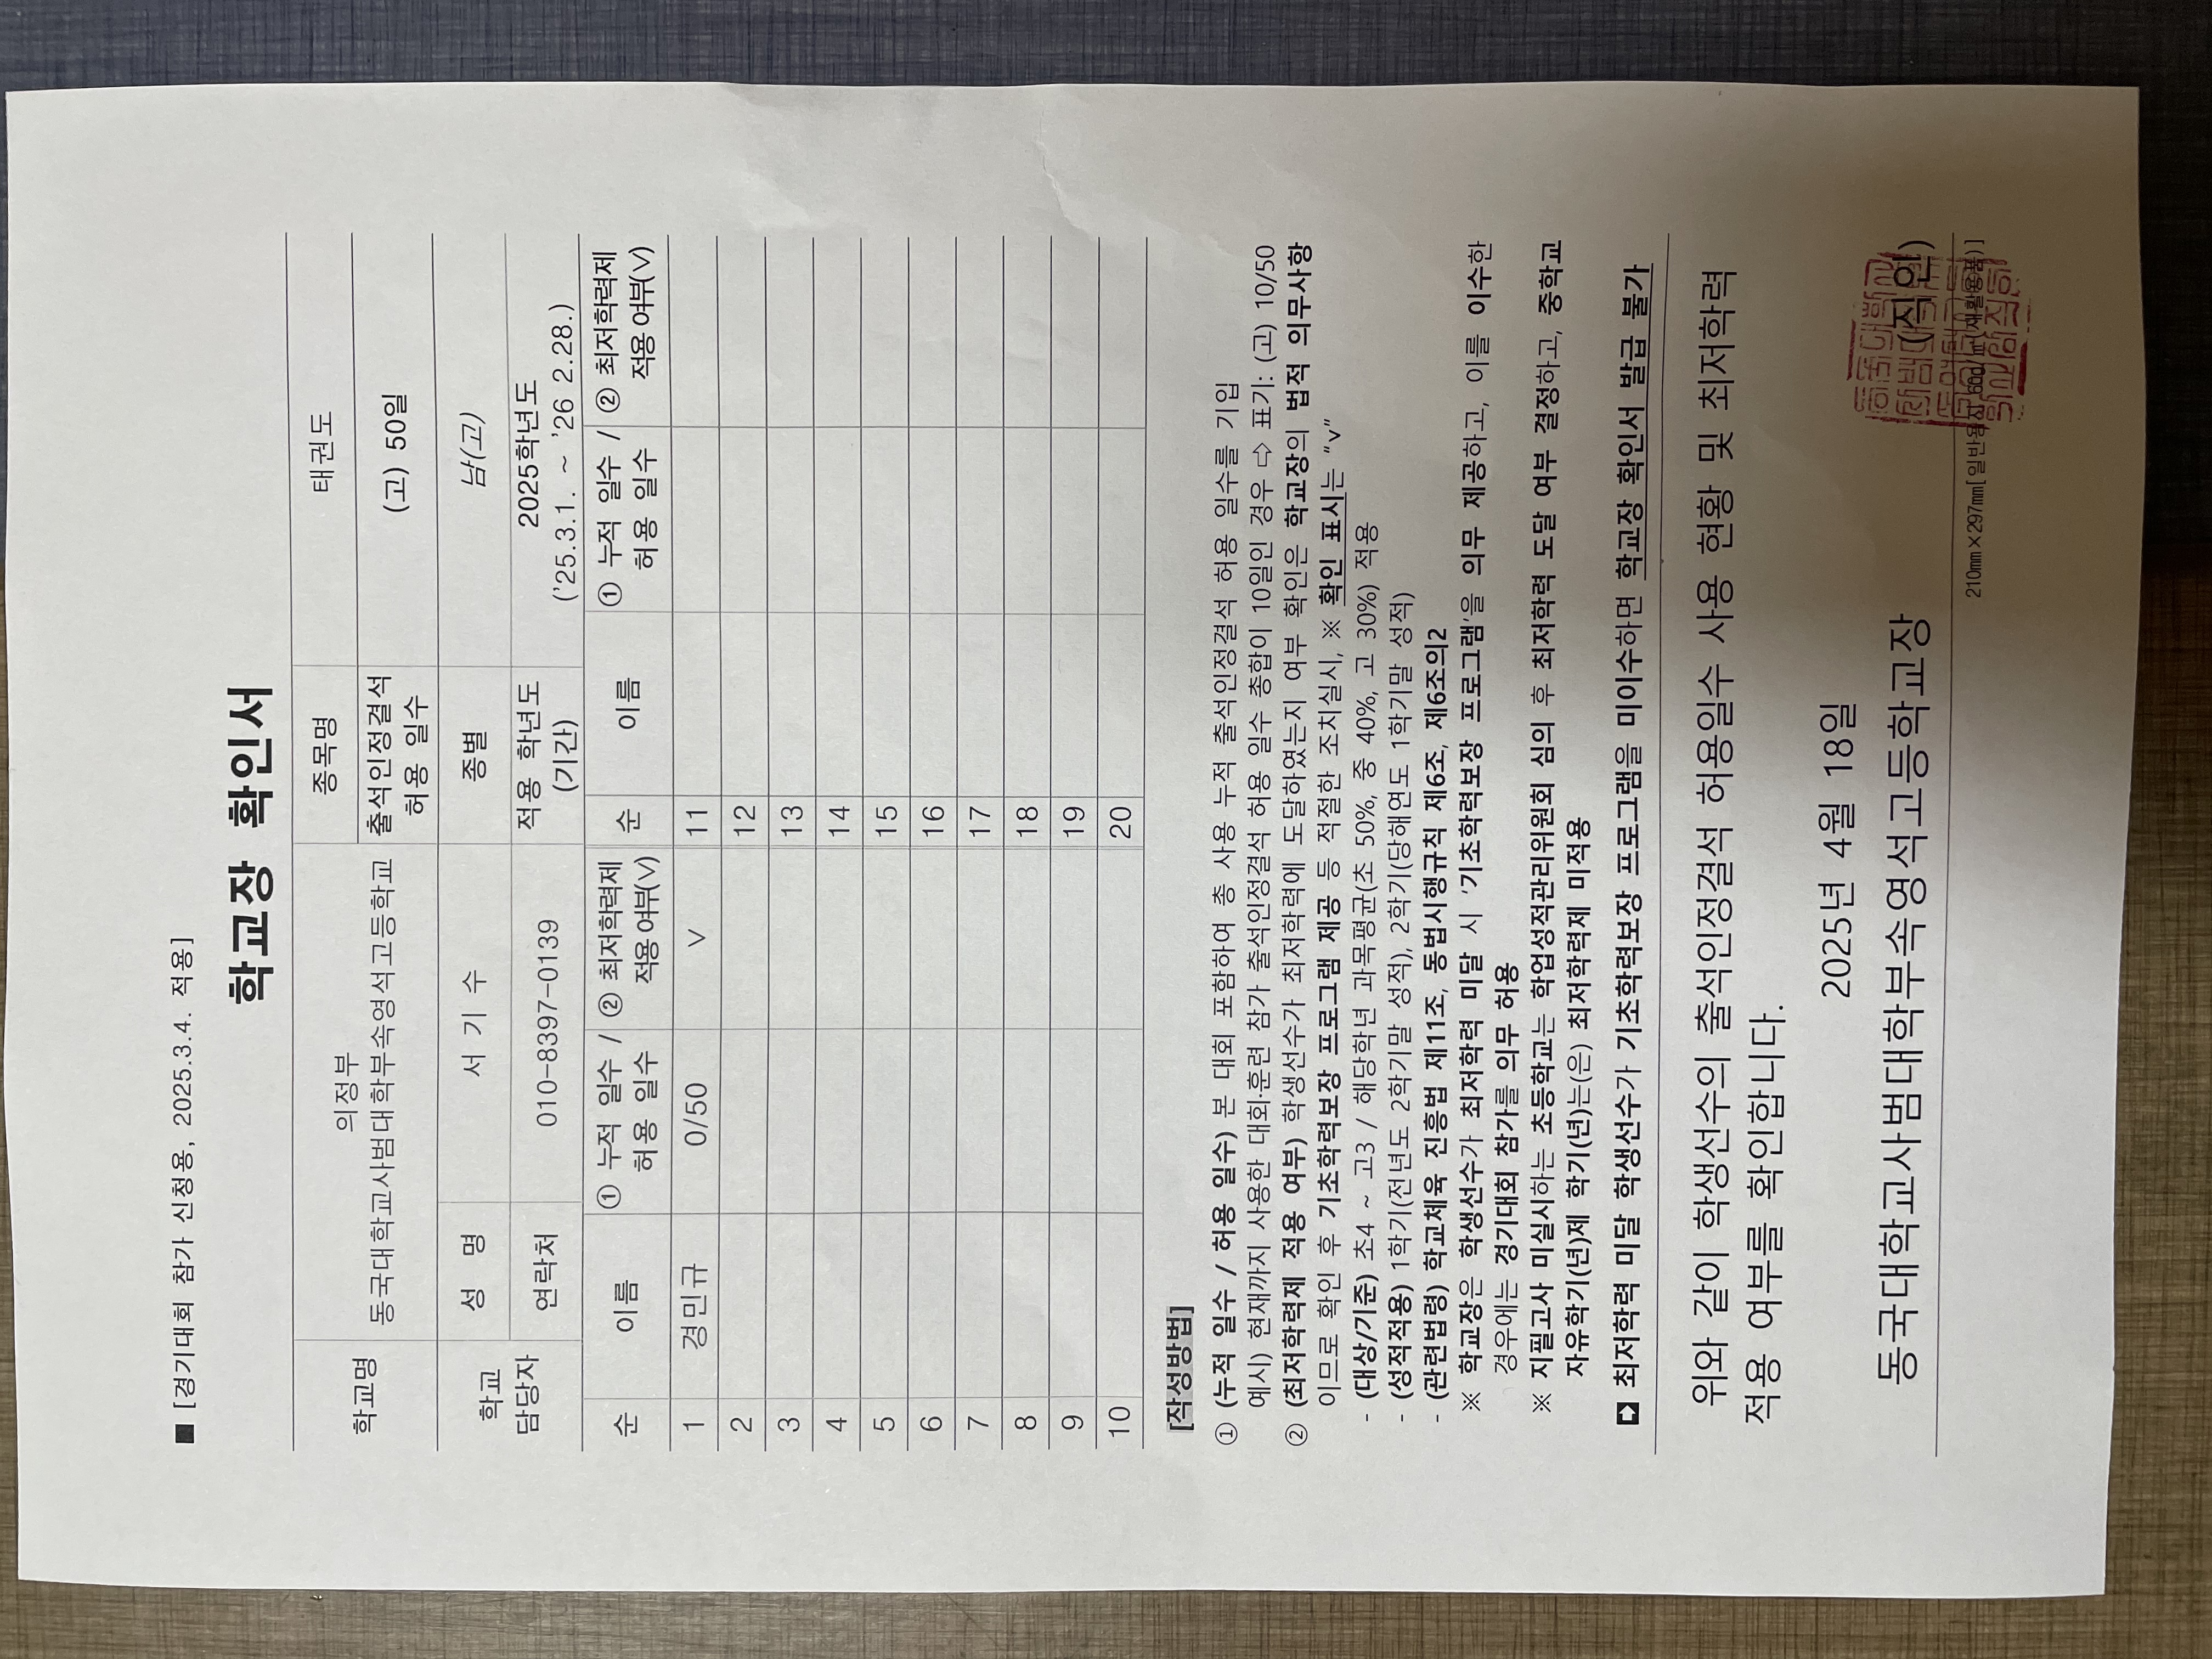 ■ [경기대회 참가 신청용, 2025.3.4. 적용]
학교장 확인서
학교명 의정부 동국대학교사범대학부속영석고등학교 종목명 태권도
출석인정결석 허용 일수 (고) 50일
학교 담당자 성 명 서 기 수 종별 남(고)
연락처 010-8397-0139 적용 학년도 (기간) 2025학년도 ('25.3.1. ~ '26 2.28.)
순 이름 ① 누적 일수 / 허용 일수 ② 최저학력제 적용 여부(∨) 순 이름 ① 누적 일수 / 허용 일수 ② 최저학력제 적용 여부(∨)
1 경민규 0/50 ∨ 11
2 12
3 13
4 14
5 15
6 16
7 17
8 18
9 19
10 20
[작성방법]
① (누적 일수 / 허용 일수) 본 대회 포함하여 총 사용 누적 출석인정결석 허용 일수를 기입
예시) 현재까지 사용한 대회·훈련 참가 출석인정결석 허용 일수 총합이 10일인 경우 ⇨ 표기: (고) 10/50
② (최저학력제 적용 여부) 학생선수가 최저학력에 도달하였는지 여부 확인은 학교장의 법적 의무사항
이므로 확인 후 기초학력보장 프로그램 제공 등 적절한 조치실시, ※ 확인 표시는 "∨"
- (대상/기준) 초4 ~ 고3 / 해당학년 과목평균(초 50%, 중 40%, 고 30%) 적용
- (성적적용) 1학기(전년도 2학기말 성적), 2학기(당해연도 1학기말 성적)
- (관련법령) 학교체육 진흥법 제11조, 동법시행규칙 제6조, 제6조의2
※ 학교장은 학생선수가 최저학력 미달 시 '기초학력보장 프로그램'을 의무 제공하고, 이를 이수한
경우에는 경기대회 참가를 의무 허용
※ 지필고사 미실시하는 초등학교는 학업성적관리위원회 심의 후 최저학력 도달 여부 결정하고, 중학교
자유학기(년)제 학기(년)는(은) 최저학력제 미적용
➲ 최저학력 미달 학생선수가 기초학력보장 프로그램을 미이수하면 학교장 확인서 발급 불가
위와 같이 학생선수의 출석인정결석 허용일수 사용 현황 및 최저학력
적용 여부를 확인합니다.
2025년 4월 18일
동국대학교사범대학부속영석고등학교장 (직인)
210mm×297mm[일반용지 60g/㎡(재활용품)]